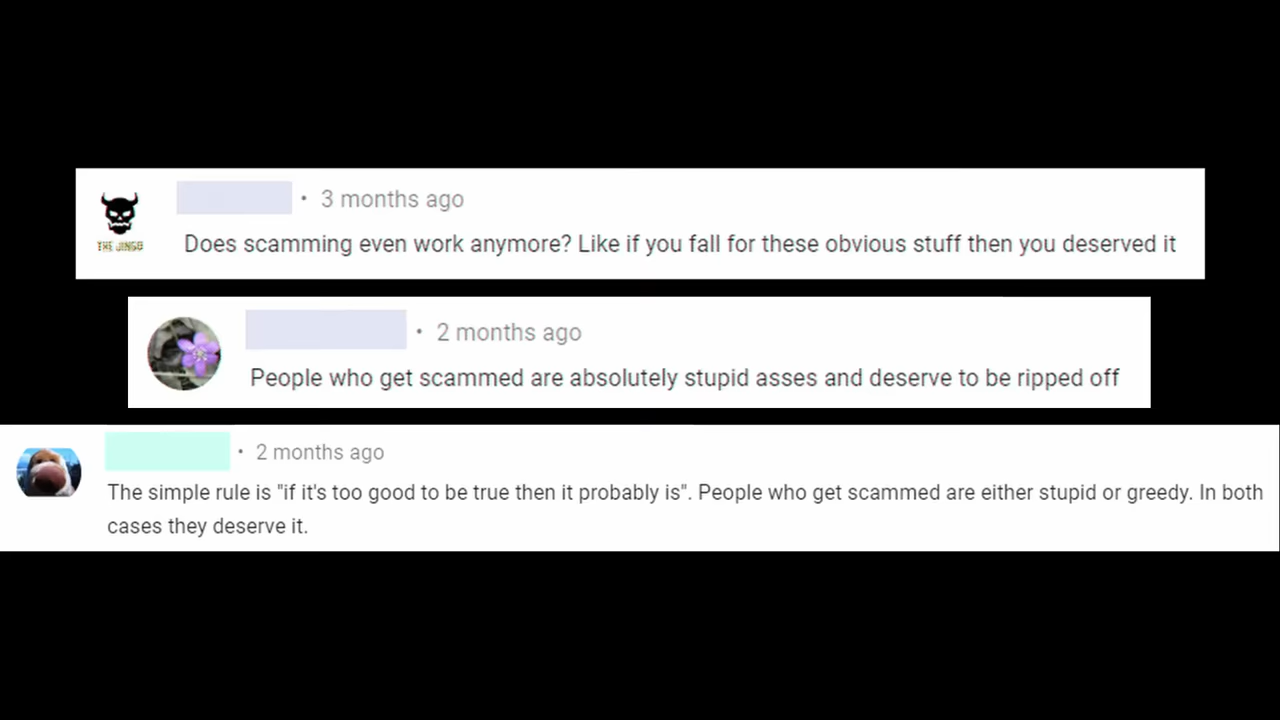 THE JINGO
• 3 months ago
Does scamming even work anymore? Like if you fall for these obvious stuff then you deserved it
• 2 months ago
People who get scammed are absolutely stupid asses and deserve to be ripped off
• 2 months ago
The simple rule is "if it's too good to be true then it probably is". People who get scammed are either stupid or greedy. In both
cases they deserve it.